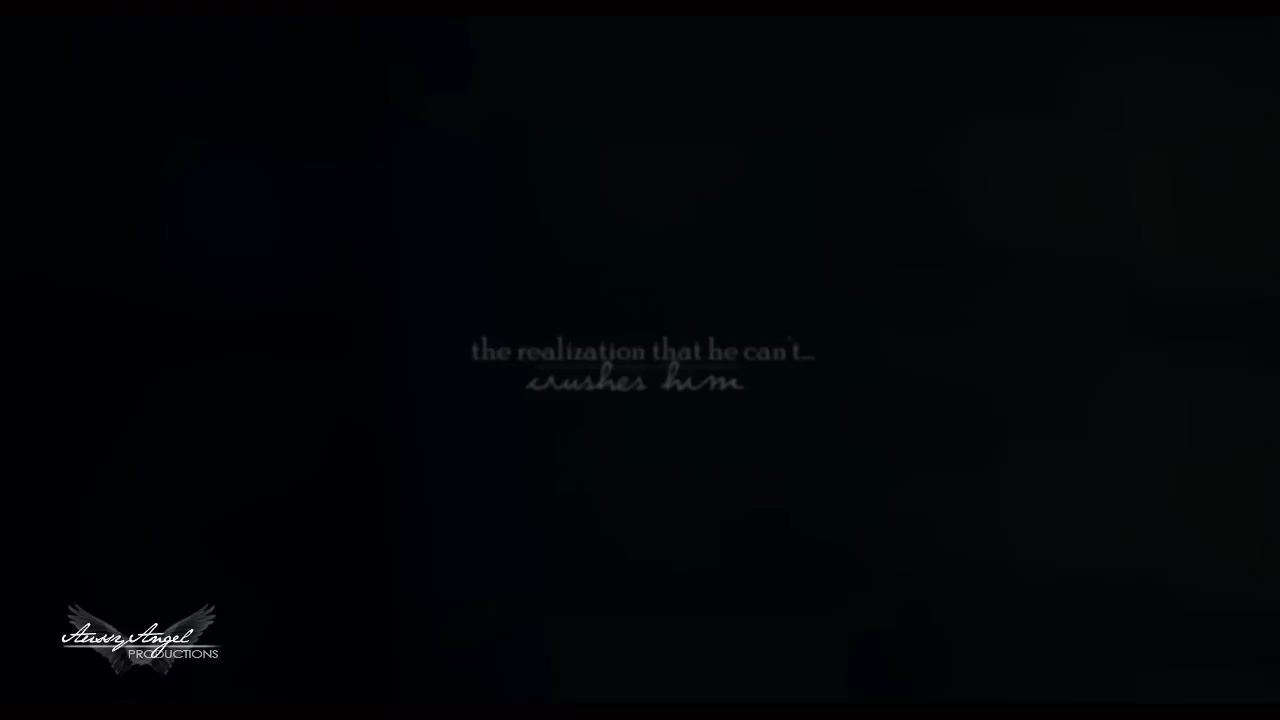 the realization that he can't...
crushes him
AussyAngel
PRODUCTIONS